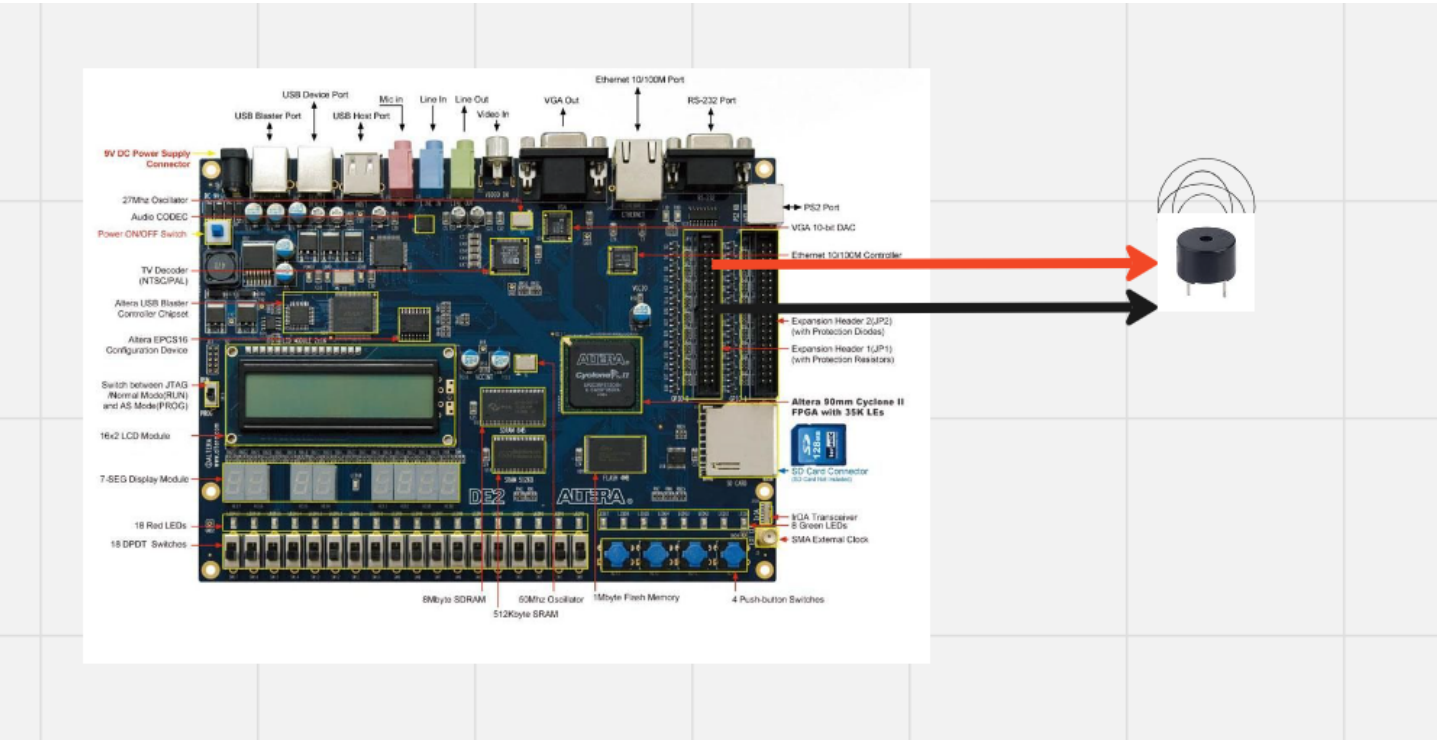 Ethernet 10/100M Port
USB Device Port
Mic in
Line In
Line Out
VGA Out
RS-232 Port
USB Blaster Port
USB Host Port
Video In
9V DC Power Supply
Connector
27Mhz Oscillator
Audio CODEC
Power ON/OFF Switch
TV Decoder
(NTSC/PAL)
Altera USB Blaster
Controller Chipset
Altera EPCS16
Configuration Device
Switch between JTAG
/Normal Mode(RUN)
and AS Mode(PROG)
16x2 LCD Module
7-SEG Display Module
18 Red LEDs
18 DPDT Switches
PS2 Port
VGA 10-bit DAC
Ethernet 10/100M Controller
Expansion Header 2(JP2)
(with Protection Diodes)
Expansion Header 1(JP1)
(with Protection Resistors)
Altera 90mm Cyclone II
FPGA with 35K LEs
SD Card Connector
(SD Card Not Included)
IrDA Transceiver
8 Green LEDs
SMA External Clock
ALTERA
Cyclone II
DE2
ALTERA
SD CARD
8Mbyte SDRAM
50Mhz Oscillator
1Mbyte Flash Memory
4 Push-button Switches
512Kbyte SRAM